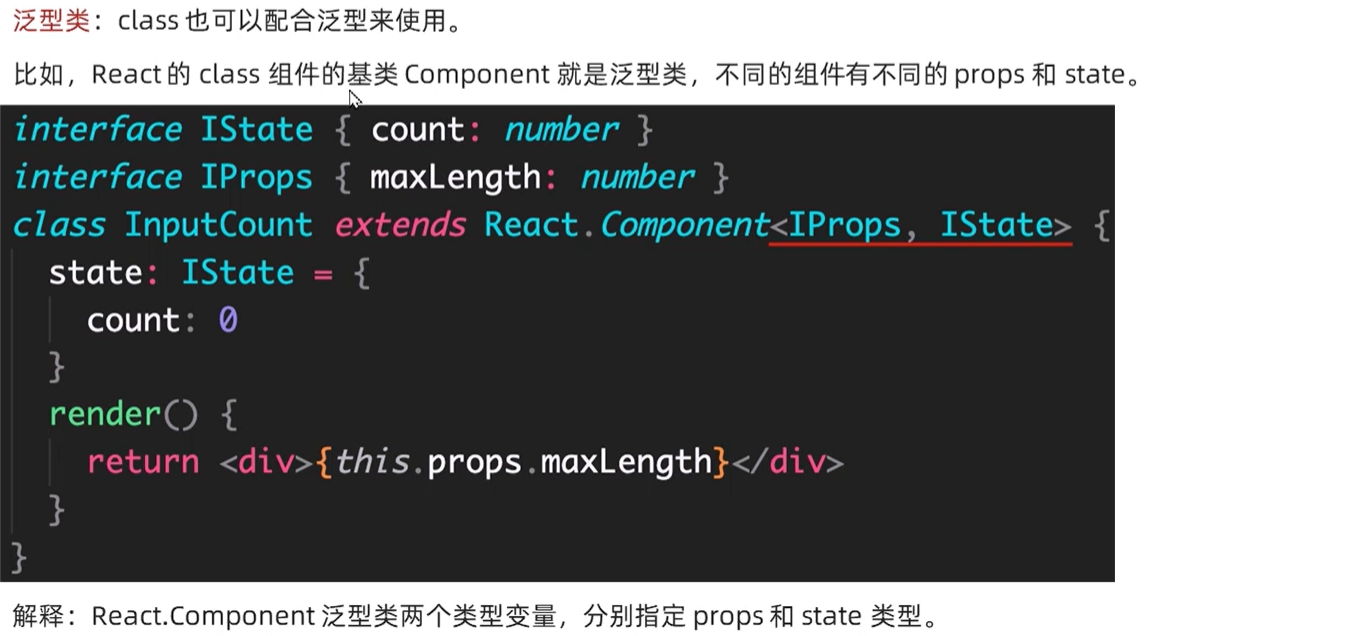 泛型类：class 也可以配合泛型来使用。
比如，React 的 class 组件的基类 Component 就是泛型类，不同的组件有不同的 props 和 state。
interface IState { count: number }
interface IProps { maxLength: number }
class InputCount extends React.Component<IProps, IState> {
  state: IState = {
    count: 0
  }
  render() {
    return <div>{this.props.maxLength}</div>
  }
}
解释：React.Component 泛型类两个类型变量，分别指定 props 和 state 类型。